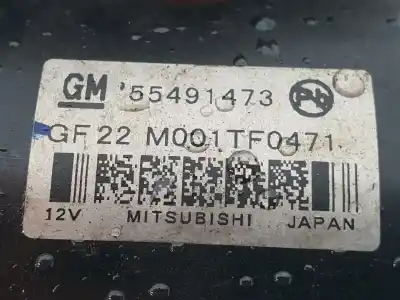 GM 55491473 Pb
GF22 M001TF0471
12V MITSUBISHI JAPAN